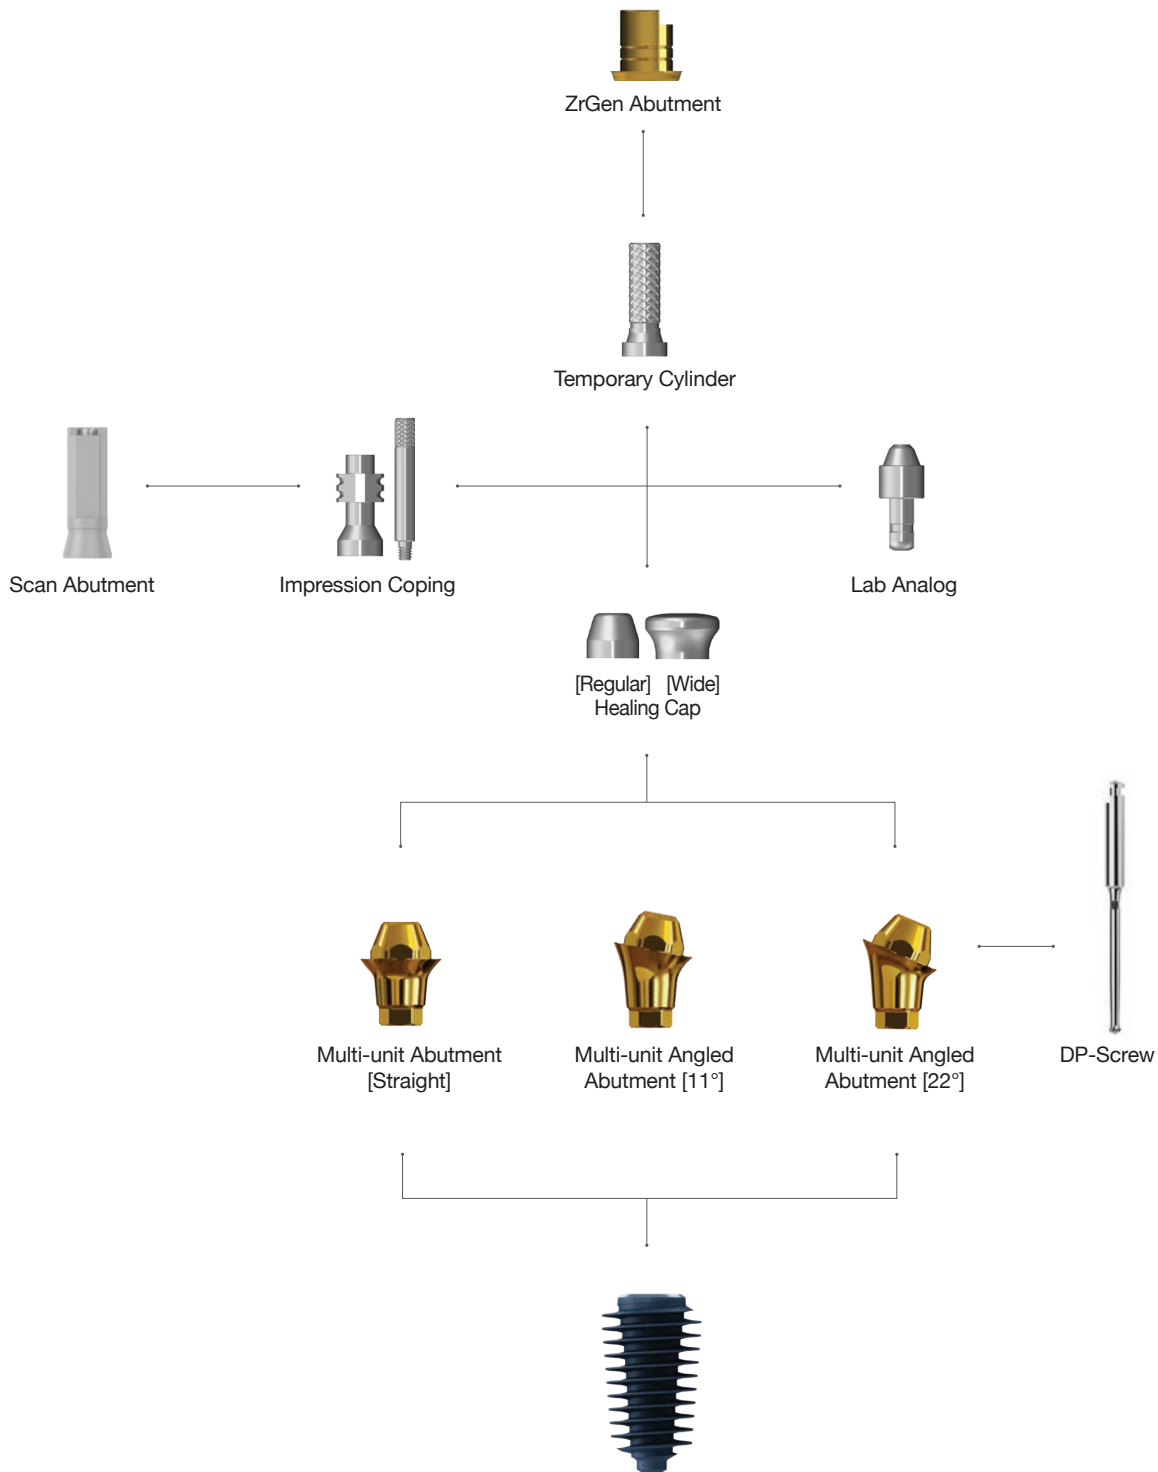 ZrGen Abutment
Temporary Cylinder
Scan Abutment
Impression Coping
Lab Analog
[Regular] [Wide]
Healing Cap
Multi-unit Abutment
[Straight]
Multi-unit Angled
Abutment [11°]
Multi-unit Angled
Abutment [22°]
DP-Screw